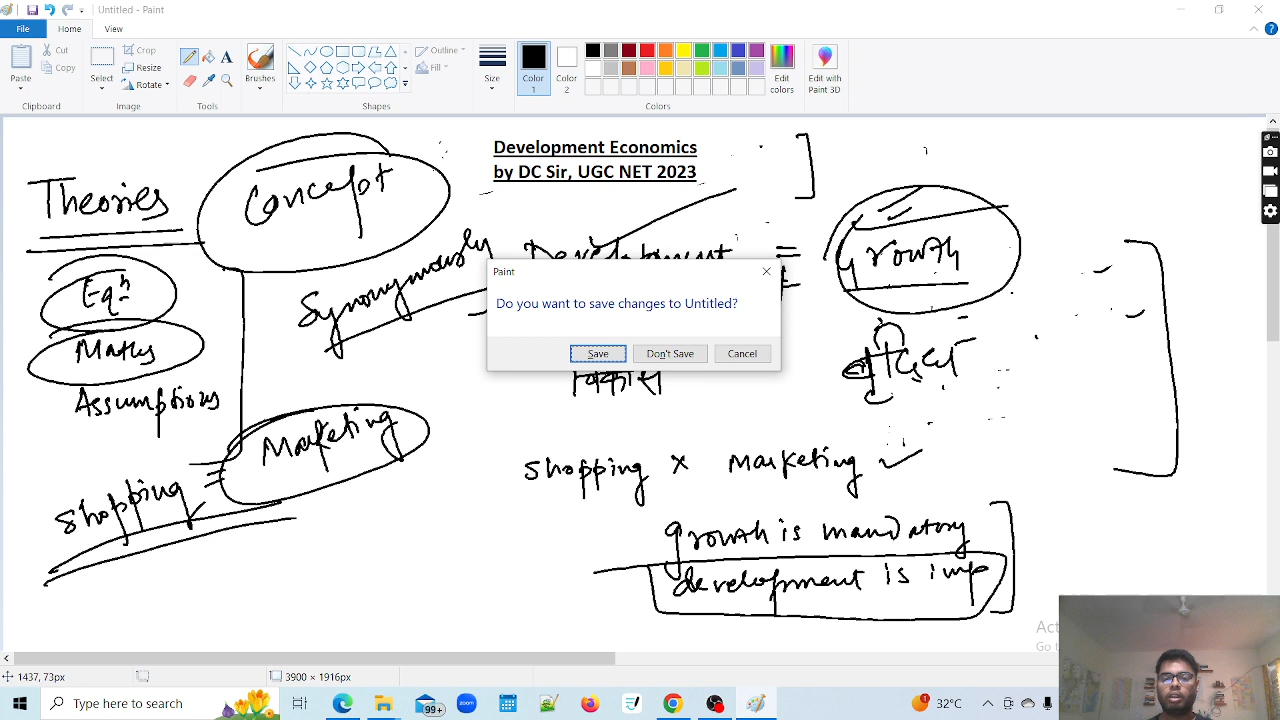 Untitled - Paint
File
Home
View
Paste
Cut
Copy
Clipboard
Select
Crop
Resize
Rotate
Image
Tools
Brushes
Shapes
Outline
Fill
Size
Color
1
Color
2
Colors
Edit
colors
Edit with
Paint 3D
Development Economics
by DC Sir, UGC NET 2023
Theories
Concept
Synonymously
Development
=
Growth
Eqn
Maths
Assumptions
Marketing
=
Shopping
Paint
Do you want to save changes to Untitled?
Save
Don't Save
Cancel
Shopping x Marketing
Growth is mandatory
development is imp
Go t
1437, 73px
3900 × 1916px
Type here to search
99+
zoom
1
32°C